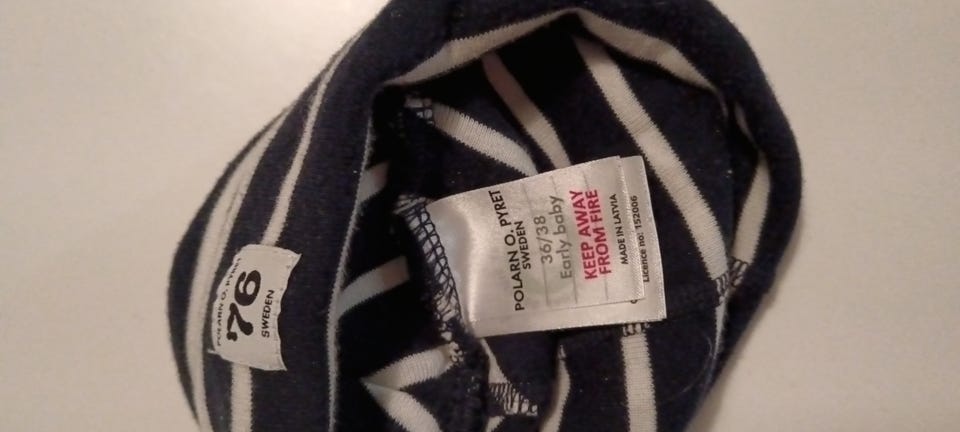 POLARN O. PYRET
'76
SWEDEN
POLARN O. PYRET
SWEDEN
36/38
Early baby
KEEP AWAY
FROM FIRE
MADE IN LATVIA
Licence no: 152006